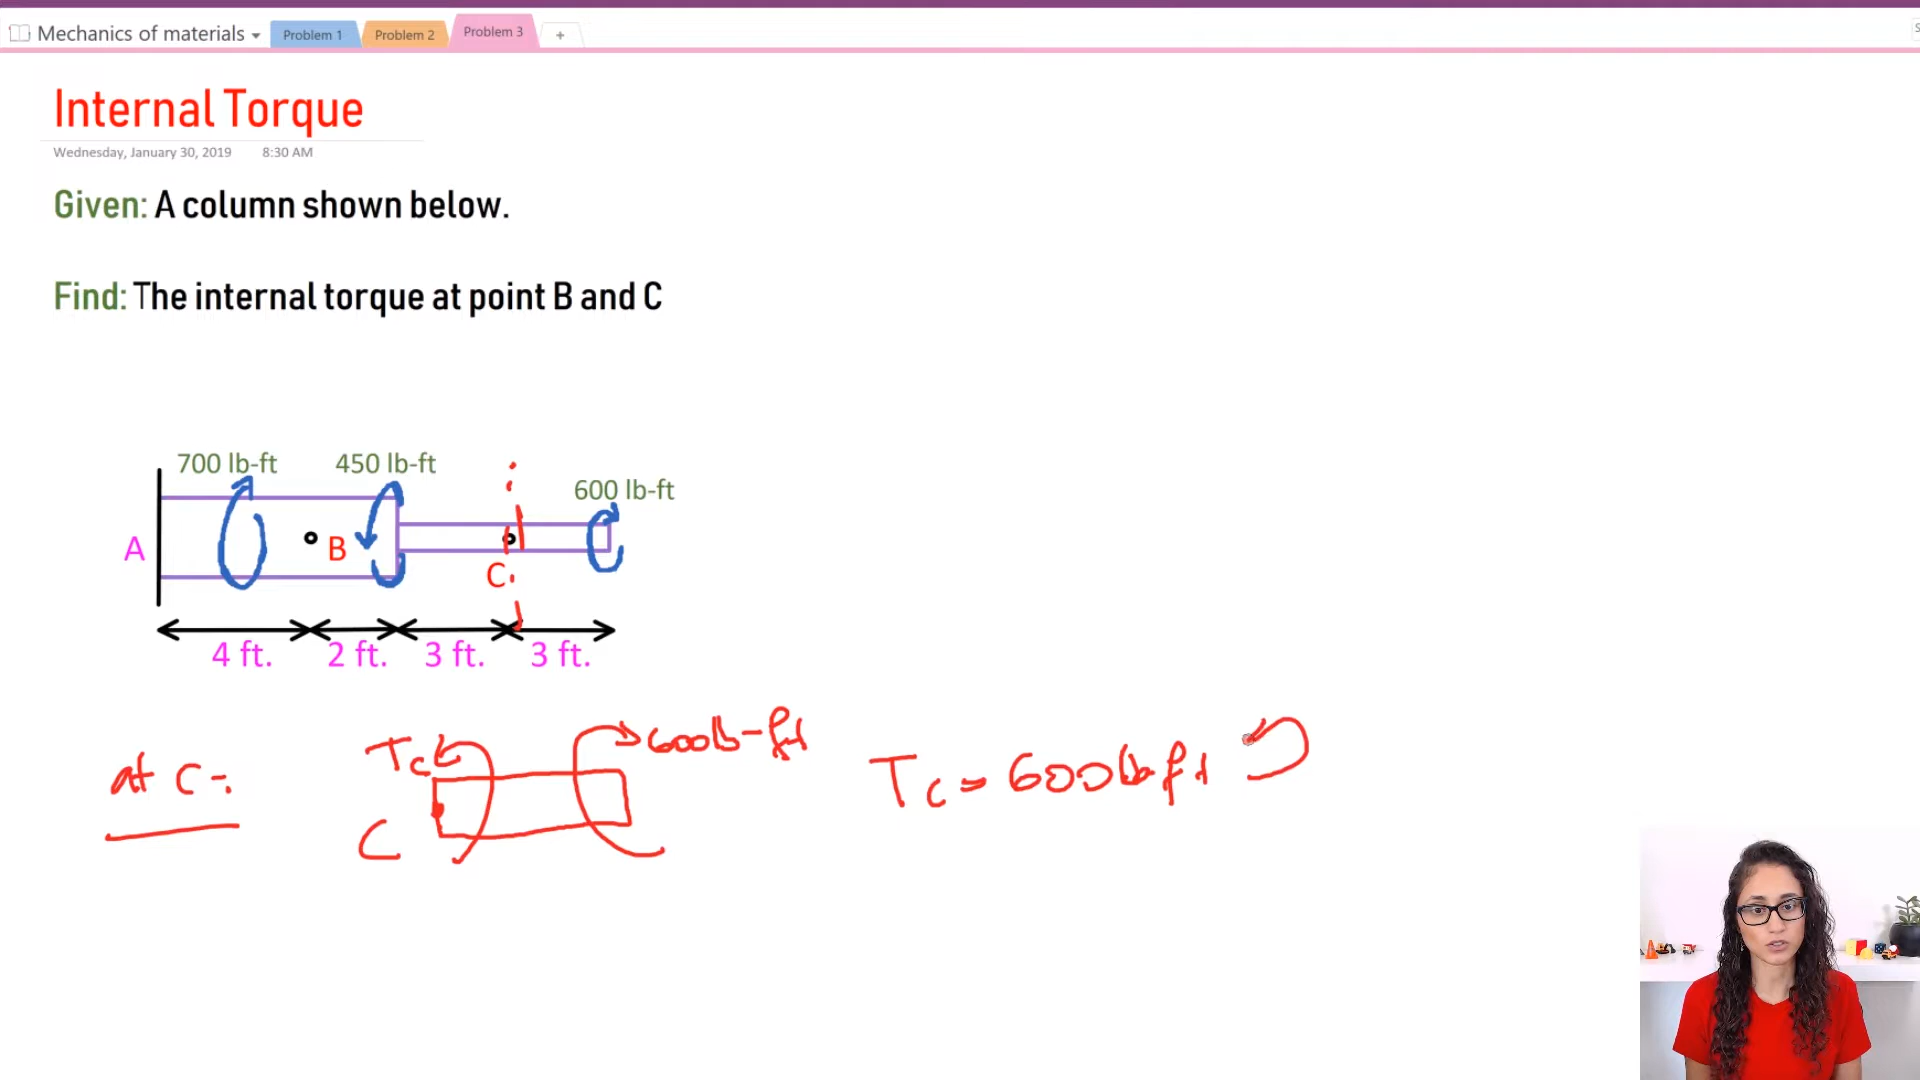 Mechanics of materials
Problem 1
Problem 2
Problem 3
+
Internal Torque
Wednesday, January 30, 2019 8:30 AM
Given: A column shown below.
Find: The internal torque at point B and C
700 lb-ft
450 lb-ft
600 lb-ft
A
B
C
4 ft.
2 ft.
3 ft.
3 ft.
at C:
Tc
600lb-ft
C
Tc = 600lb-ft